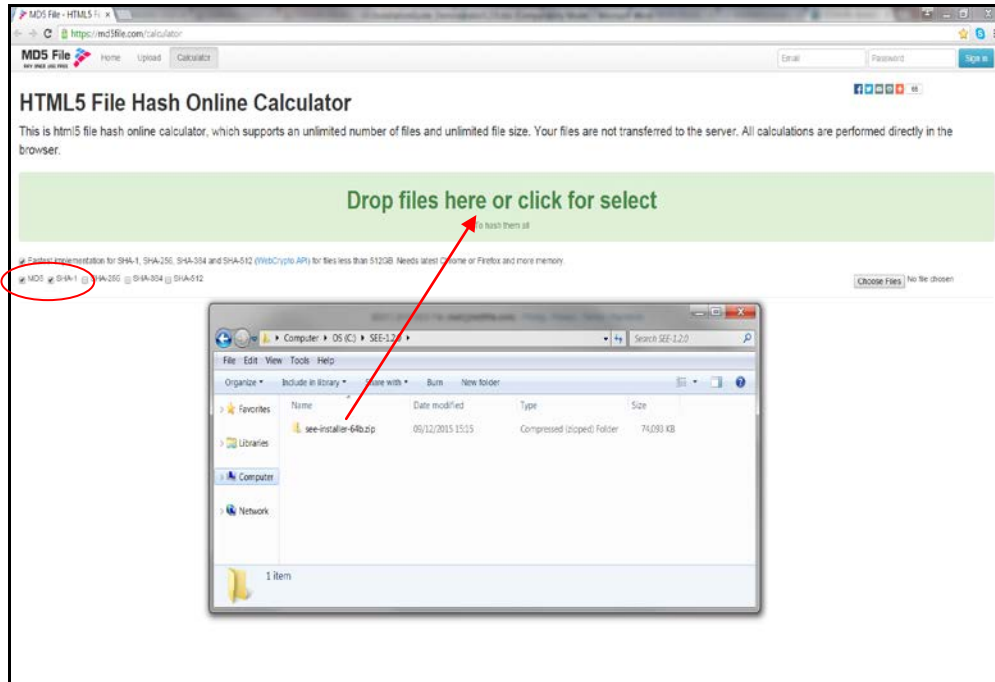 MD5 File - HTML5 Fi
https://md5file.com/calculator
MD5 File Home Upload Calculator Email Password Sign in
ANY SINCE USE FREE
HTML5 File Hash Online Calculator
This is html5 file hash online calculator, which supports an unlimited number of files and unlimited file size. Your files are not transferred to the server. All calculations are performed directly in the
browser.
Drop files here or click for select
To hash them all
Fastest implementation for SHA-1, SHA-256, SHA-384 and SHA-512 (WebCrypto API) for files less than 512GB. Needs latest Chrome or Firefox and more memory.
MD5 SHA-1 SHA-256 SHA-384 SHA-512 Choose Files No file chosen
Computer OS (C:) SEE-1.2.0 Search SEE-1.2.0
File Edit View Tools Help
Organize Include in library Share with Burn New folder
Favorites Name Date modified Type Size
see-installer-64b.zip 09/12/2015 15:15 Compressed (zipped) Folder 74,093 KB
Libraries
Computer
Network
1 item